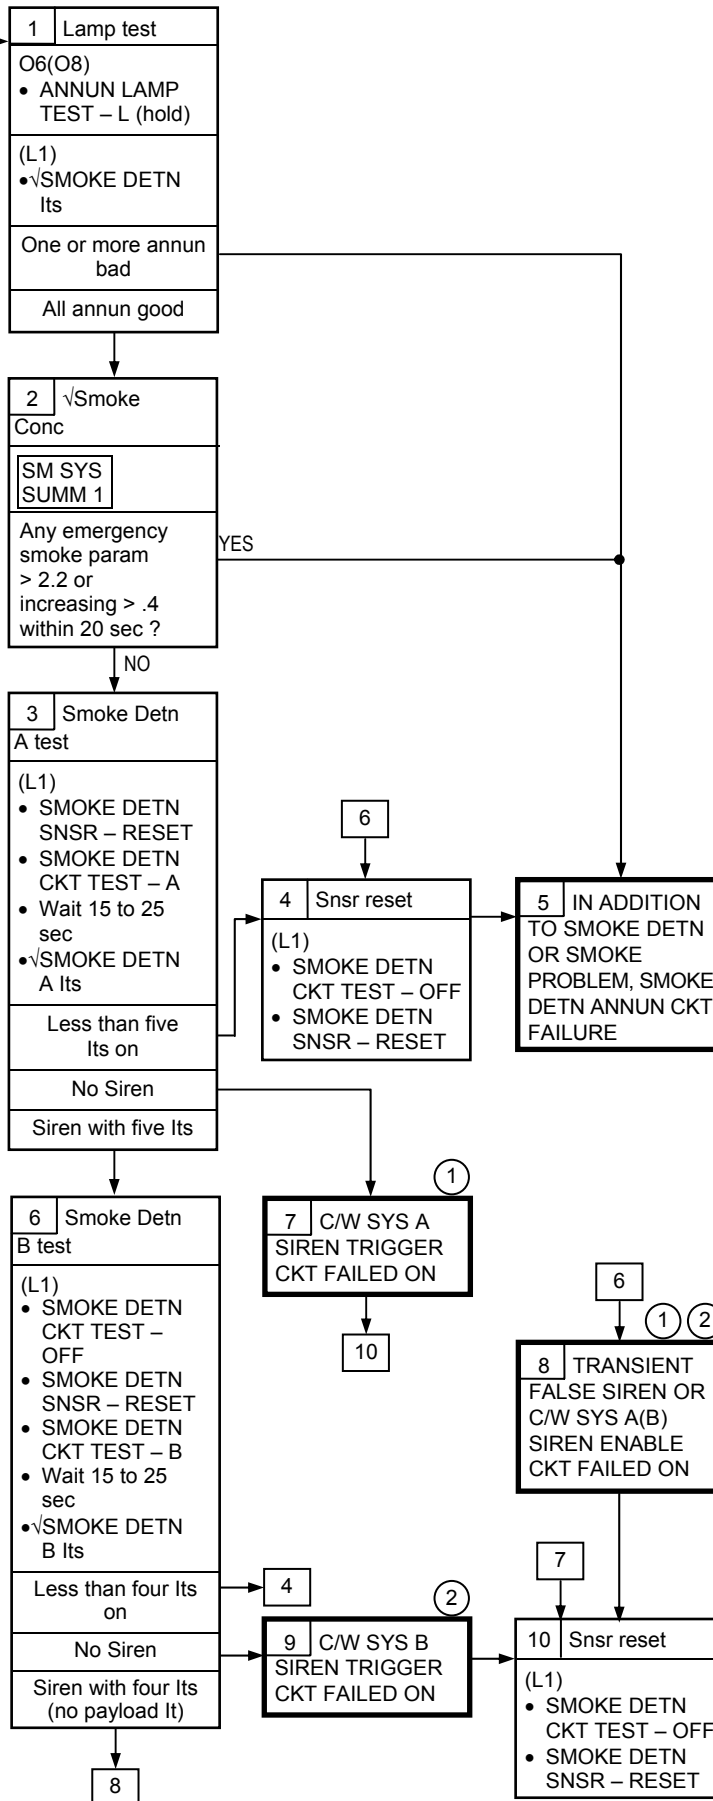 1 Lamp test
O6(O8)
• ANNUN LAMP
TEST – L (hold)
(L1)
•√SMOKE DETN
lts
One or more annun
bad
All annun good
2 √Smoke
Conc
SM SYS
SUMM 1
Any emergency
smoke param
> 2.2 or
increasing > .4
within 20 sec ?
YES
NO
3 Smoke Detn
A test
(L1)
• SMOKE DETN
SNSR – RESET
• SMOKE DETN
CKT TEST – A
• Wait 15 to 25
sec
•√SMOKE DETN
A lts
Less than five
lts on
No Siren
Siren with five lts
6
4 Snsr reset
(L1)
• SMOKE DETN
CKT TEST – OFF
• SMOKE DETN
SNSR – RESET
5 IN ADDITION
TO SMOKE DETN
OR SMOKE
PROBLEM, SMOKE
DETN ANNUN CKT
FAILURE
6 Smoke Detn
B test
(L1)
• SMOKE DETN
CKT TEST –
OFF
• SMOKE DETN
SNSR – RESET
• SMOKE DETN
CKT TEST – B
• Wait 15 to 25
sec
•√SMOKE DETN
B lts
Less than four lts
on
No Siren
Siren with four lts
(no payload lt)
8
1
7 C/W SYS A
SIREN TRIGGER
CKT FAILED ON
10
6
1 2
8 TRANSIENT
FALSE SIREN OR
C/W SYS A(B)
SIREN ENABLE
CKT FAILED ON
4
2
9 C/W SYS B
SIREN TRIGGER
CKT FAILED ON
7
10 Snsr reset
(L1)
• SMOKE DETN
CKT TEST – OFF
• SMOKE DETN
SNSR – RESET